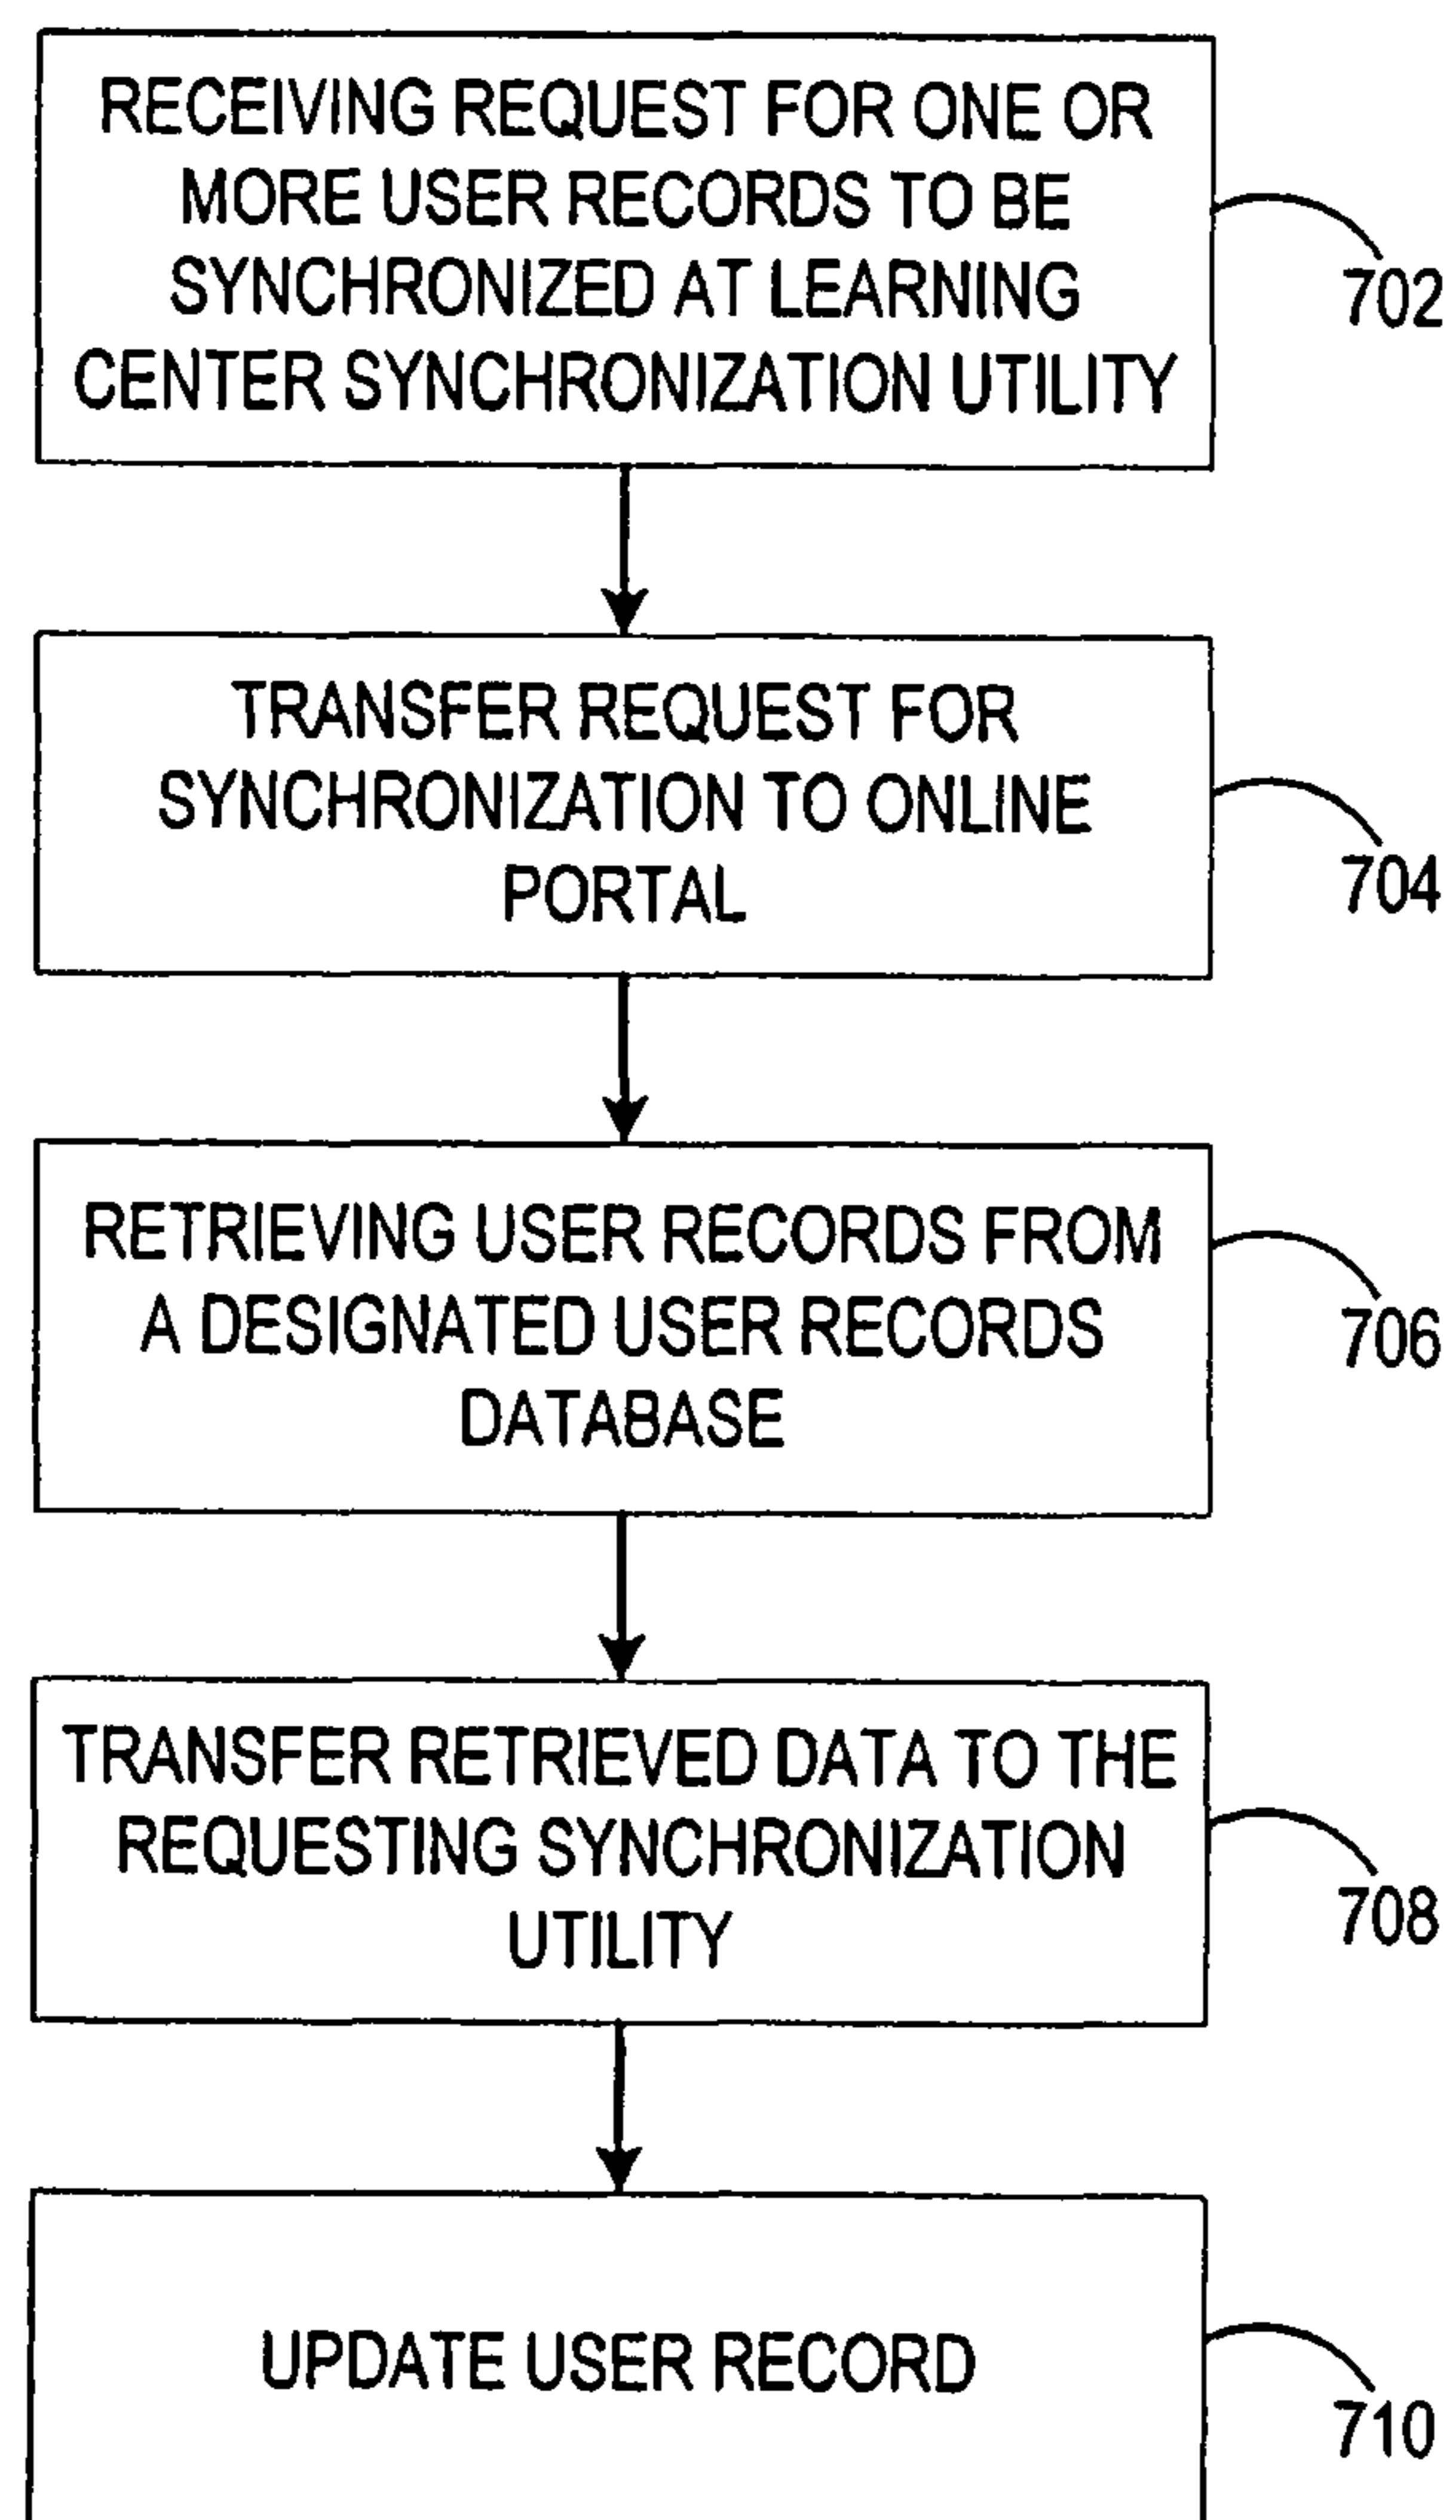 RECEIVING REQUEST FOR ONE OR
MORE USER RECORDS TO BE
SYNCHRONIZED AT LEARNING
CENTER SYNCHRONIZATION UTILITY
702
TRANSFER REQUEST FOR
SYNCHRONIZATION TO ONLINE
PORTAL
704
RETRIEVING USER RECORDS FROM
A DESIGNATED USER RECORDS
DATABASE
706
TRANSFER RETRIEVED DATA TO THE
REQUESTING SYNCHRONIZATION
UTILITY
708
UPDATE USER RECORD
710